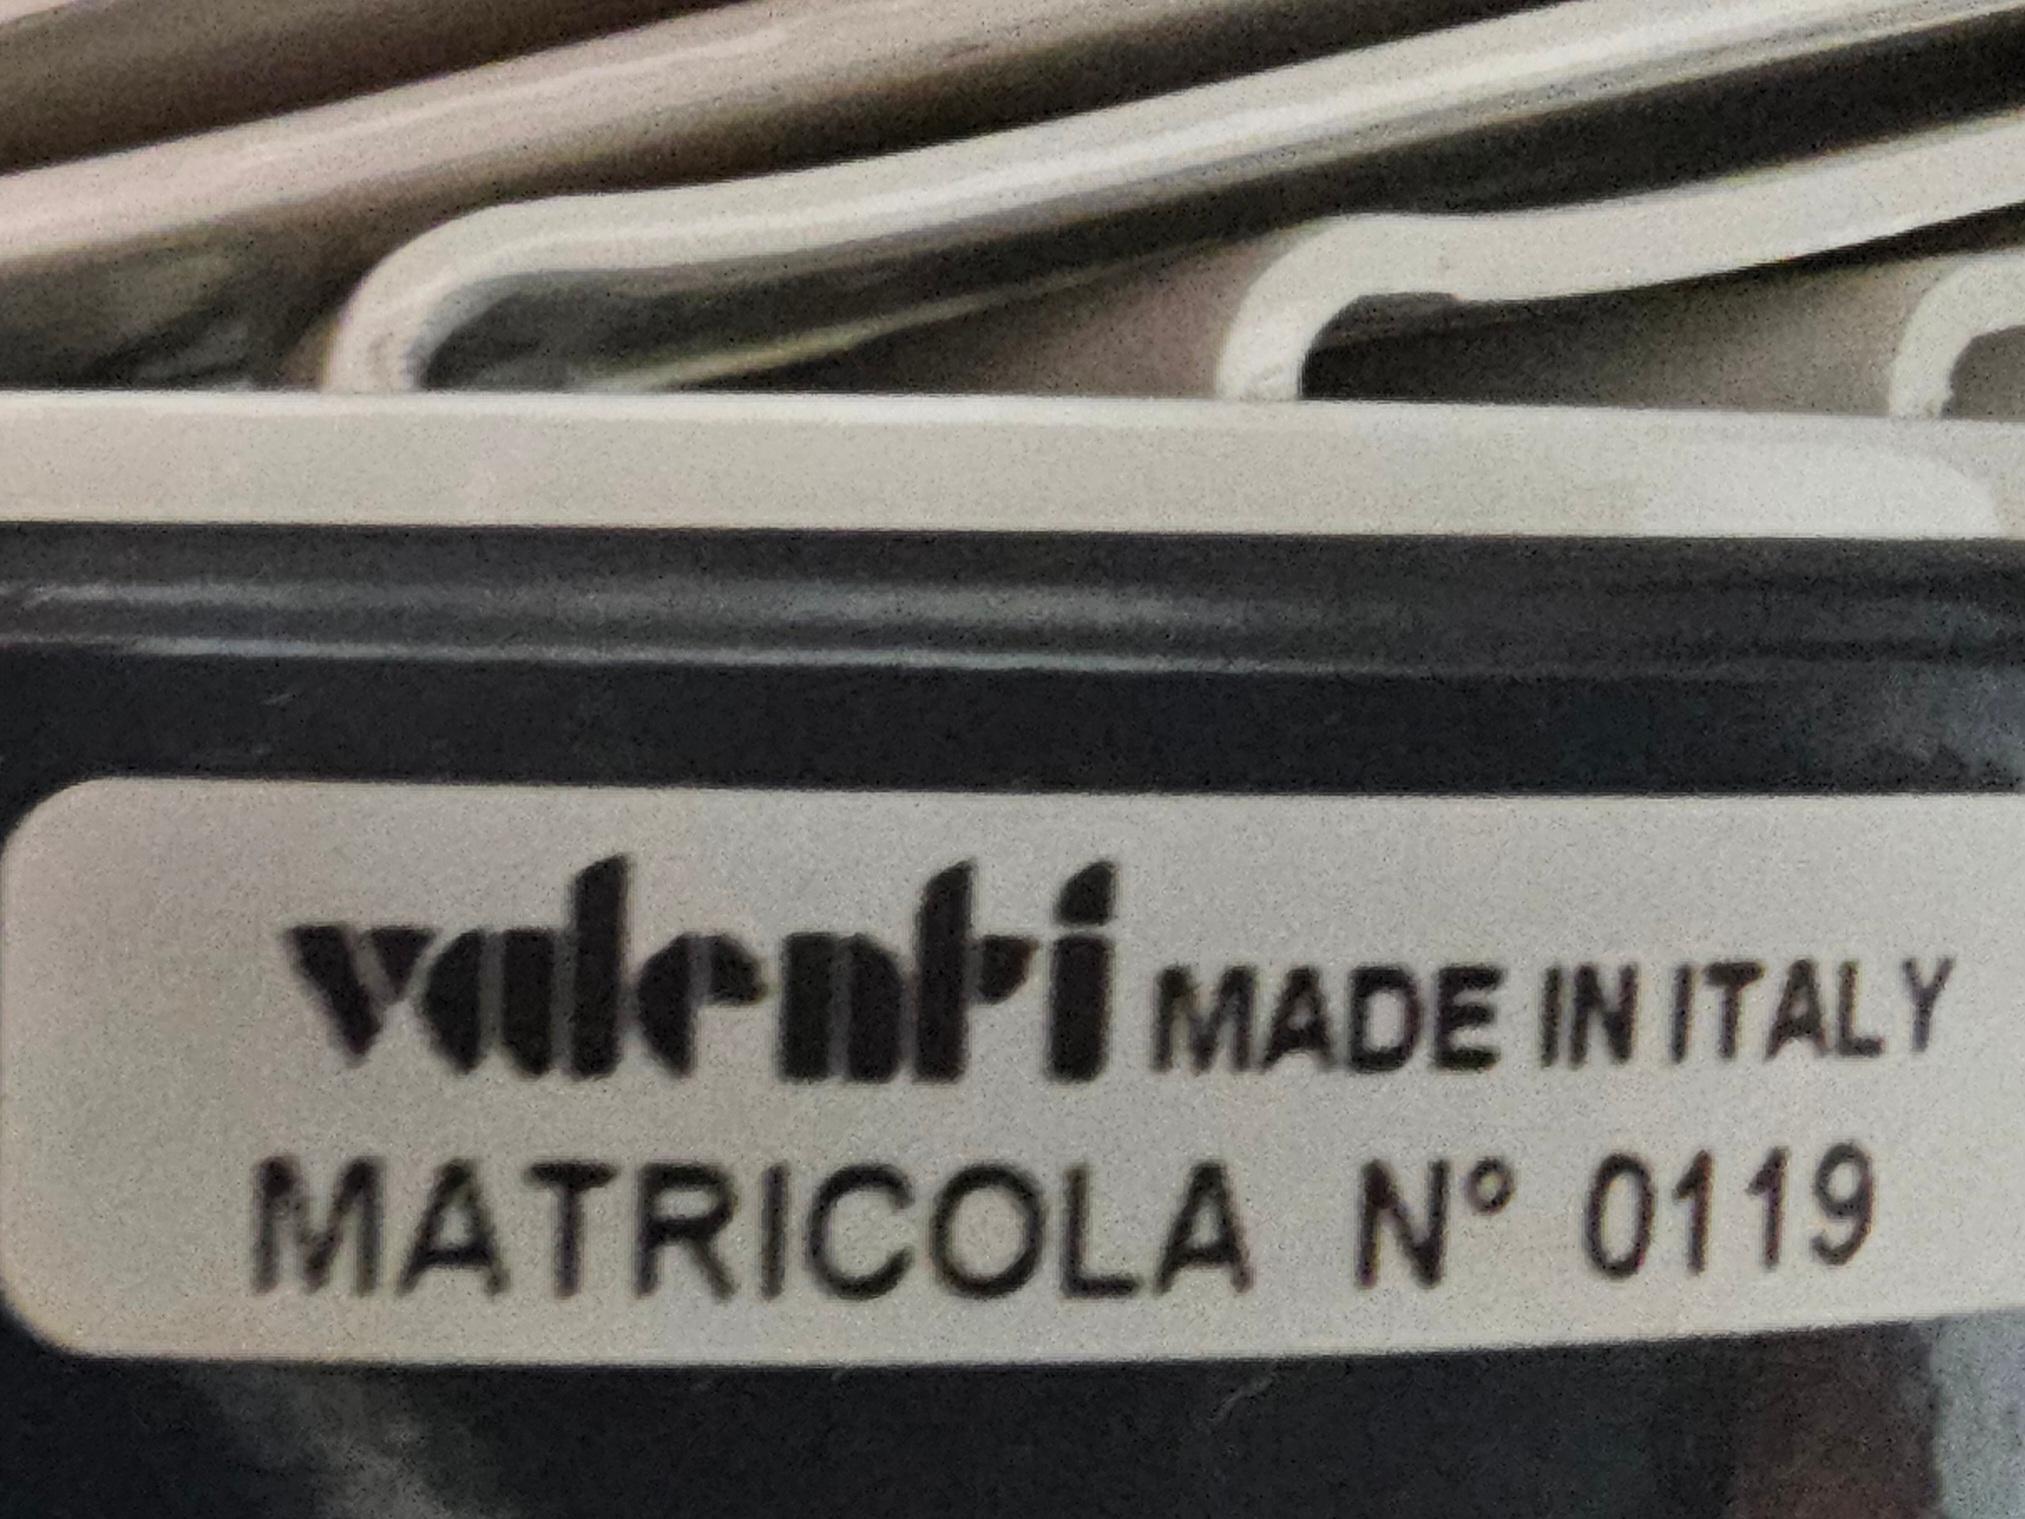 valenti MADE IN ITALY
MATRICOLA N° 0119